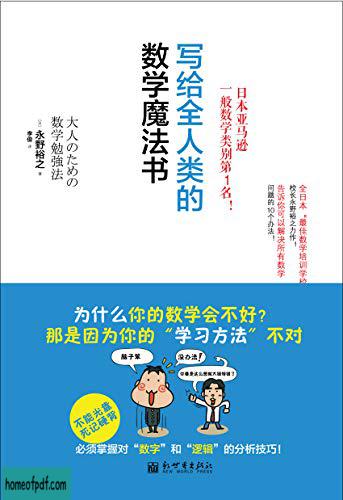 日本亚马逊
一般数学类别第1名！
写给全人类的
数学魔法书
大人のための
数学勉強法
[日] 永野裕之 著
李俊 译
全日本“最佳数学培训学校”
校长永野裕之力作！
告诉你可以解决所有数学
问题的10个办法！
为什么你的数学会不好？
那是因为你的“学习方法”不对
脑子笨
没办法！
不能光靠
死记硬背
必须掌握对“数字”和“逻辑”的分析技巧！
新世界出版社
homeofpdf.com